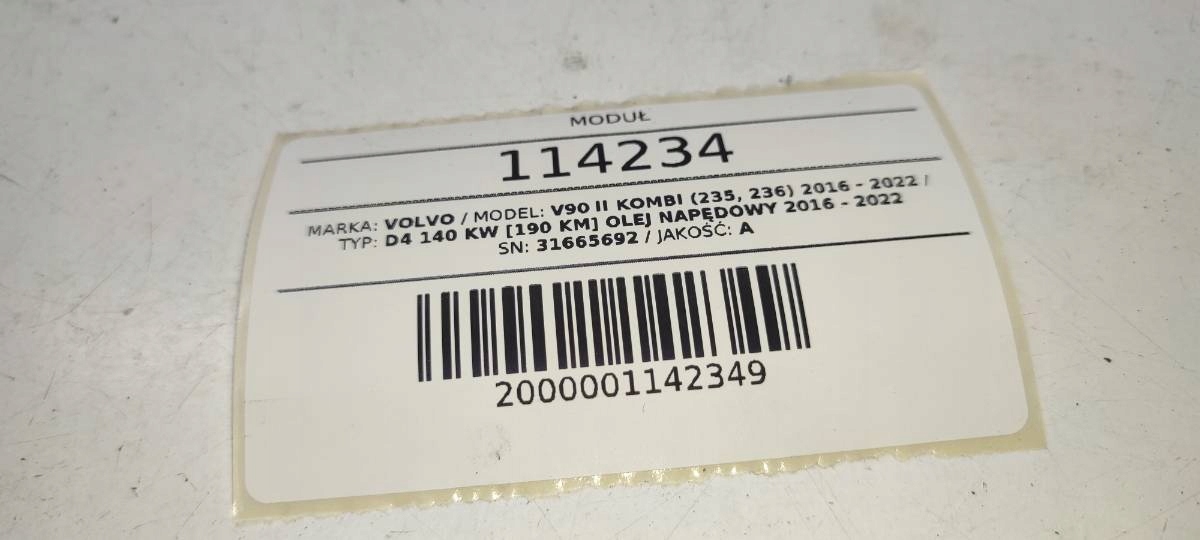 MODUŁ
114234
MARKA: VOLVO / MODEL: V90 II KOMBI (235, 236) 2016 - 2022 /
TYP: D4 140 KW [190 KM] OLEJ NAPĘDOWY 2016 - 2022
SN: 31665692 / JAKOŚĆ: A
2000001142349